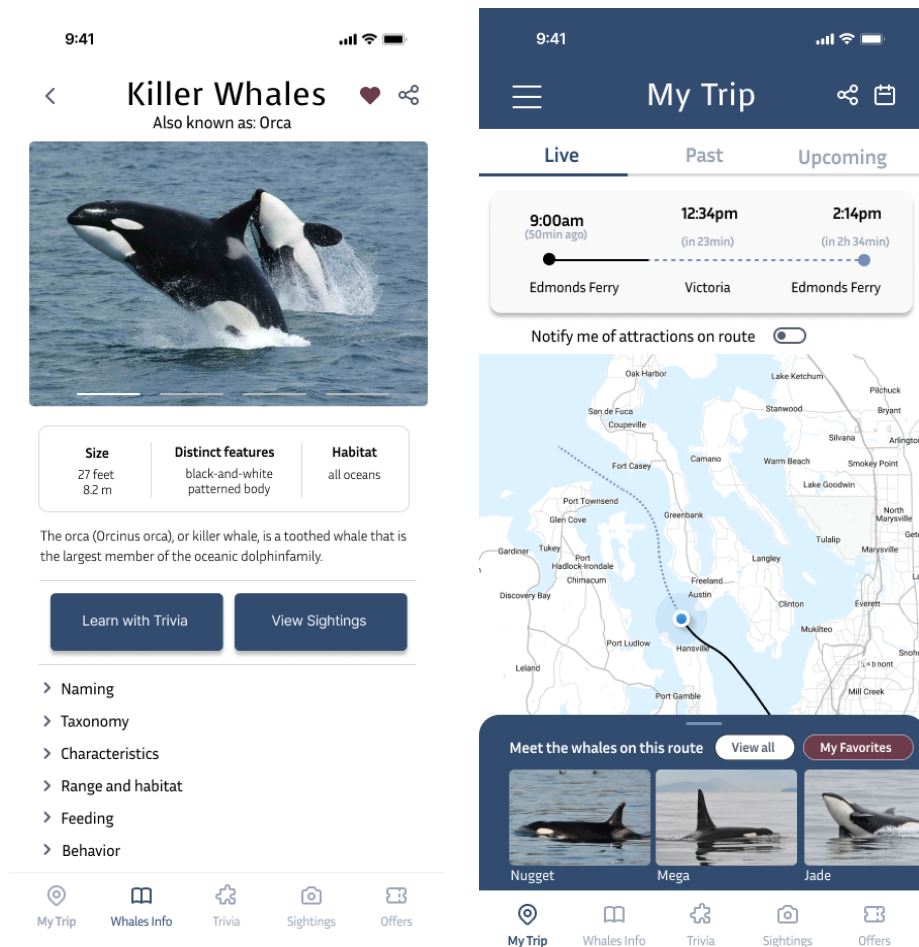 9:41
Killer Whales
Also known as: Orca
Size
27 feet
8.2 m
Distinct features
black-and-white
patterned body
Habitat
all oceans
The orca (Orcinus orca), or killer whale, is a toothed whale that is
the largest member of the oceanic dolphinfamily.
Learn with Trivia
View Sightings
Naming
Taxonomy
Characteristics
Range and habitat
Feeding
Behavior
My Trip
Whales Info
Trivia
Sightings
Offers
9:41
My Trip
Live
Past
Upcoming
9:00am
(50min ago)
12:34pm
(in 23min)
2:14pm
(in 2h 34min)
Edmonds Ferry
Victoria
Edmonds Ferry
Notify me of attractions on route
Oak Harbor
Lake Ketchum
Pilchuck
San de Fuca
Stanwood
Bryant
Coupeville
Silvana
Arlingto
Fort Casey
Camano
Warm Beach
Smokey Point
Lake Goodwin
Port Townsend
Glen Cove
Greenbank
North
Marysville
Tulalip
Gardiner
Tukey
Port
Hadlock-Irondale
Marysville
Langley
Chimacum
Freeland
Discovery Bay
Austin
Clinton
Everett
Mukilteo
Port Ludlow
Hansville
Snoho
Leland
Mill Creek
Port Gamble
Meet the whales on this route
View all
My Favorites
Nugget
Mega
Jade
My Trip
Whales Info
Trivia
Sightings
Offers